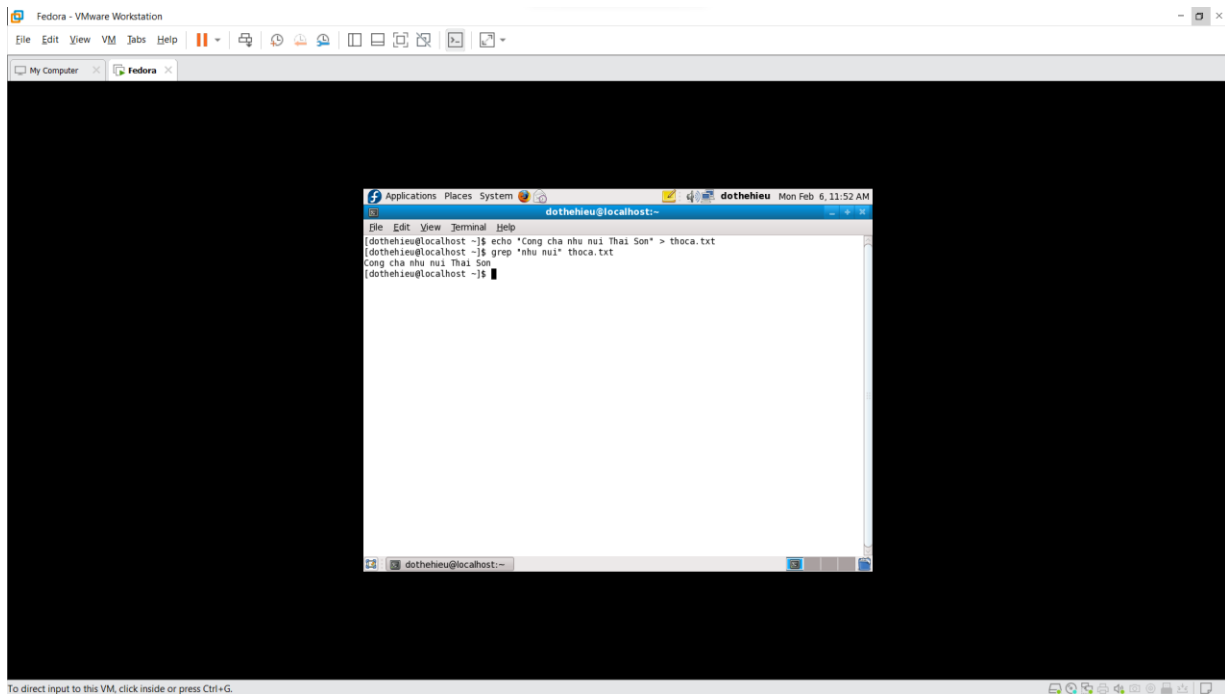 Fedora - VMware Workstation
File Edit View VM Tabs Help
My Computer Fedora
Applications Places System dothehieu Mon Feb 6, 11:52 AM
dothehieu@localhost:~
File Edit View Terminal Help
[dothehieu@localhost ~]$ echo "Cong cha nhu nui Thai Son" > thoca.txt
[dothehieu@localhost ~]$ grep "nhu nui" thoca.txt
Cong cha nhu nui Thai Son
[dothehieu@localhost ~]$
dothehieu@localhost:~
To direct input to this VM, click inside or press Ctrl+G.